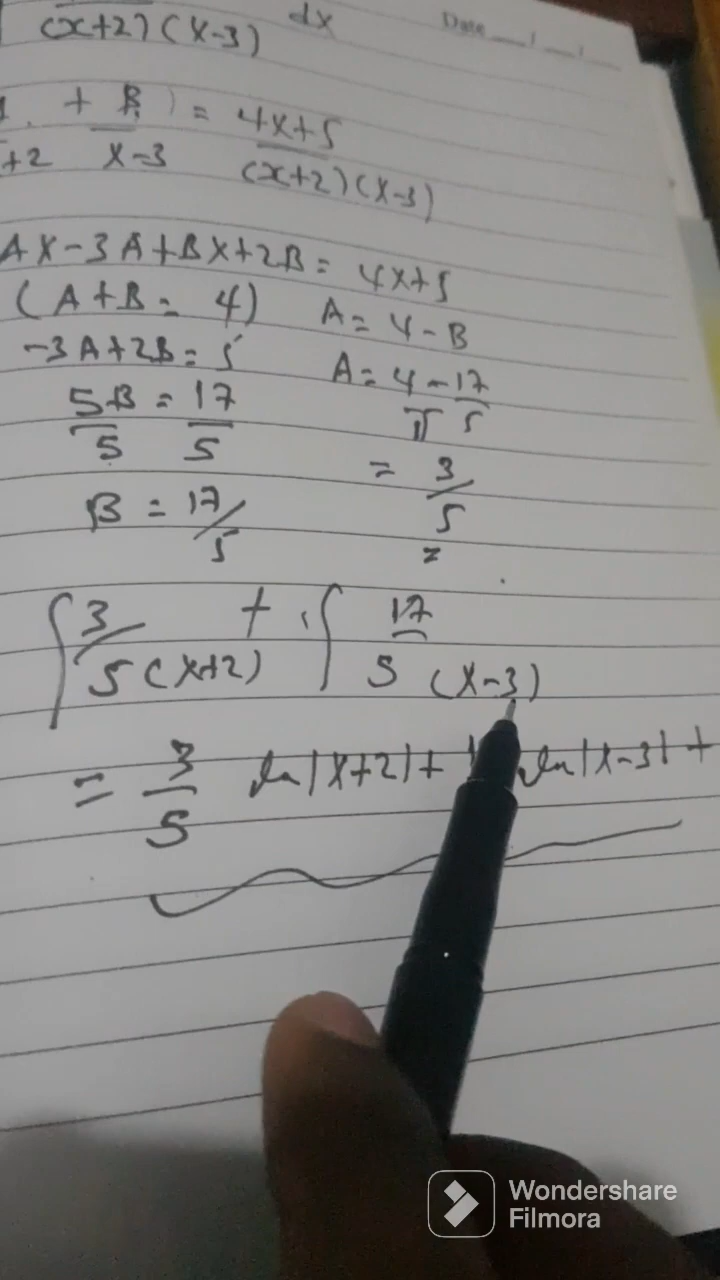 (x+2)(x-3) dx Date
+ B = 4x+5
+2 x-3 (x+2)(x-3)
Ax-3A+Bx+2B= 4x+5
(A+B= 4) A= 4-B
-3A+2B=5 A= 4-17
5B = 17 5
5 5 = 3/5
B = 17/5
∫ 3 + ∫ 17
5(x+2) 5 (x-3)
= 3/5 ln|x+2|+ ln|x-3| +
Wondershare
Filmora